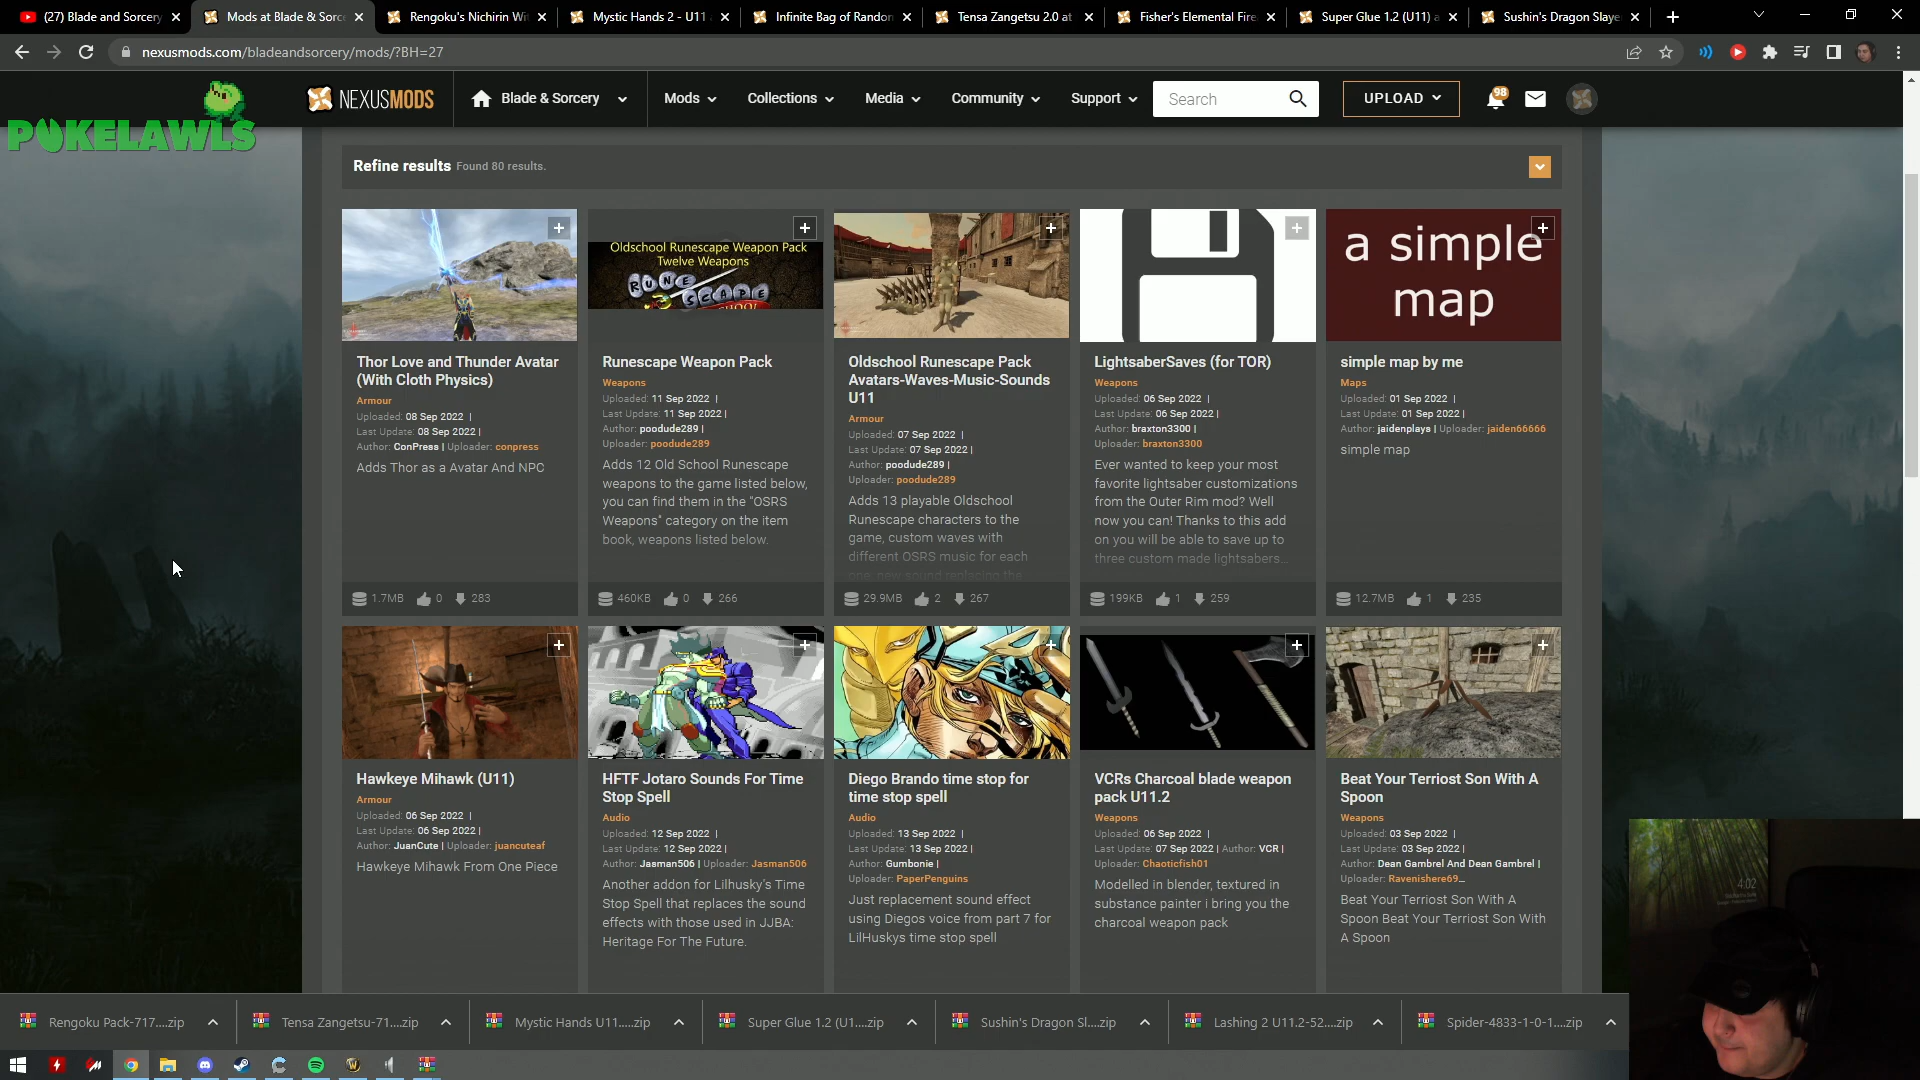 (27) Blade and Sorcery
Mods at Blade & Sorc
Rengoku's Nichirin Wi
Mystic Hands 2 - U11
Infinite Bag of Randon
Tensa Zangetsu 2.0 at
Fisher's Elemental Fire
Super Glue 1.2 (U11) a
Sushin's Dragon Slaye
nexusmods.com/bladeandsorcery/mods/?BH=27
POKELAWLS
NEXUSMODS
Blade & Sorcery
Mods
Collections
Media
Community
Support
Search
UPLOAD
98
Refine results Found 80 results.
Oldschool Runescape Weapon Pack
Twelve Weapons
RUNE SCAPE
a simple
map
Thor Love and Thunder Avatar
(With Cloth Physics)
Armour
Uploaded: 08 Sep 2022 |
Last Update: 08 Sep 2022 |
Author: ConPress | Uploader: conpress
Adds Thor as a Avatar And NPC
1.7MB 0 283
Runescape Weapon Pack
Weapons
Uploaded: 11 Sep 2022 |
Last Update: 11 Sep 2022 |
Author: poodude289 |
Uploader: poodude289
Adds 12 Old School Runescape
weapons to the game listed below,
you can find them in the "OSRS
Weapons" category on the item
book, weapons listed below.
460KB 0 266
Oldschool Runescape Pack
Avatars-Waves-Music-Sounds
U11
Armour
Uploaded: 07 Sep 2022 |
Last Update: 07 Sep 2022 |
Author: poodude289 |
Uploader: poodude289
Adds 13 playable Oldschool
Runescape characters to the
game, custom waves with
different OSRS music for each
one, new sound replacing the
29.9MB 2 267
LightsaberSaves (for TOR)
Weapons
Uploaded: 06 Sep 2022 |
Last Update: 06 Sep 2022 |
Author: braxton3300 |
Uploader: braxton3300
Ever wanted to keep your most
favorite lightsaber customizations
from the Outer Rim mod? Well
now you can! Thanks to this add
on you will be able to save up to
three custom made lightsabers...
199KB 1 259
simple map by me
Maps
Uploaded: 01 Sep 2022 |
Last Update: 01 Sep 2022 |
Author: jaidenplays | Uploader: jaiden66666
simple map
12.7MB 1 235
Hawkeye Mihawk (U11)
Armour
Uploaded: 06 Sep 2022 |
Last Update: 06 Sep 2022 |
Author: JuanCute | Uploader: juancuteaf
Hawkeye Mihawk From One Piece
HFTF Jotaro Sounds For Time
Stop Spell
Audio
Uploaded: 12 Sep 2022 |
Last Update: 12 Sep 2022 |
Author: Jasman506 | Uploader: Jasman506
Another addon for Lilhusky's Time
Stop Spell that replaces the sound
effects with those used in JJBA:
Heritage For The Future.
Diego Brando time stop for
time stop spell
Audio
Uploaded: 13 Sep 2022 |
Last Update: 13 Sep 2022 |
Author: Gumbonie |
Uploader: PaperPenguins
Just replacement sound effect
using Diegos voice from part 7 for
LilHuskys time stop spell
VCRs Charcoal blade weapon
pack U11.2
Weapons
Uploaded: 06 Sep 2022 |
Last Update: 07 Sep 2022 | Author: VCR |
Uploader: Chaoticfish01
Modelled in blender, textured in
substance painter i bring you the
charcoal weapon pack
Beat Your Terriost Son With A
Spoon
Weapons
Uploaded: 03 Sep 2022 |
Last Update: 03 Sep 2022 |
Author: Dean Gambrel And Dean Gambrel |
Uploader: Ravenishere69...
Beat Your Terriost Son With A
Spoon Beat Your Terriost Son With
A Spoon
4:02
Rengoku Pack-717....zip
Tensa Zangetsu-71....zip
Mystic Hands U11.....zip
Super Glue 1.2 (U1....zip
Sushin's Dragon Sl....zip
Lashing 2 U11.2-52....zip
Spider-4833-1-0-1....zip